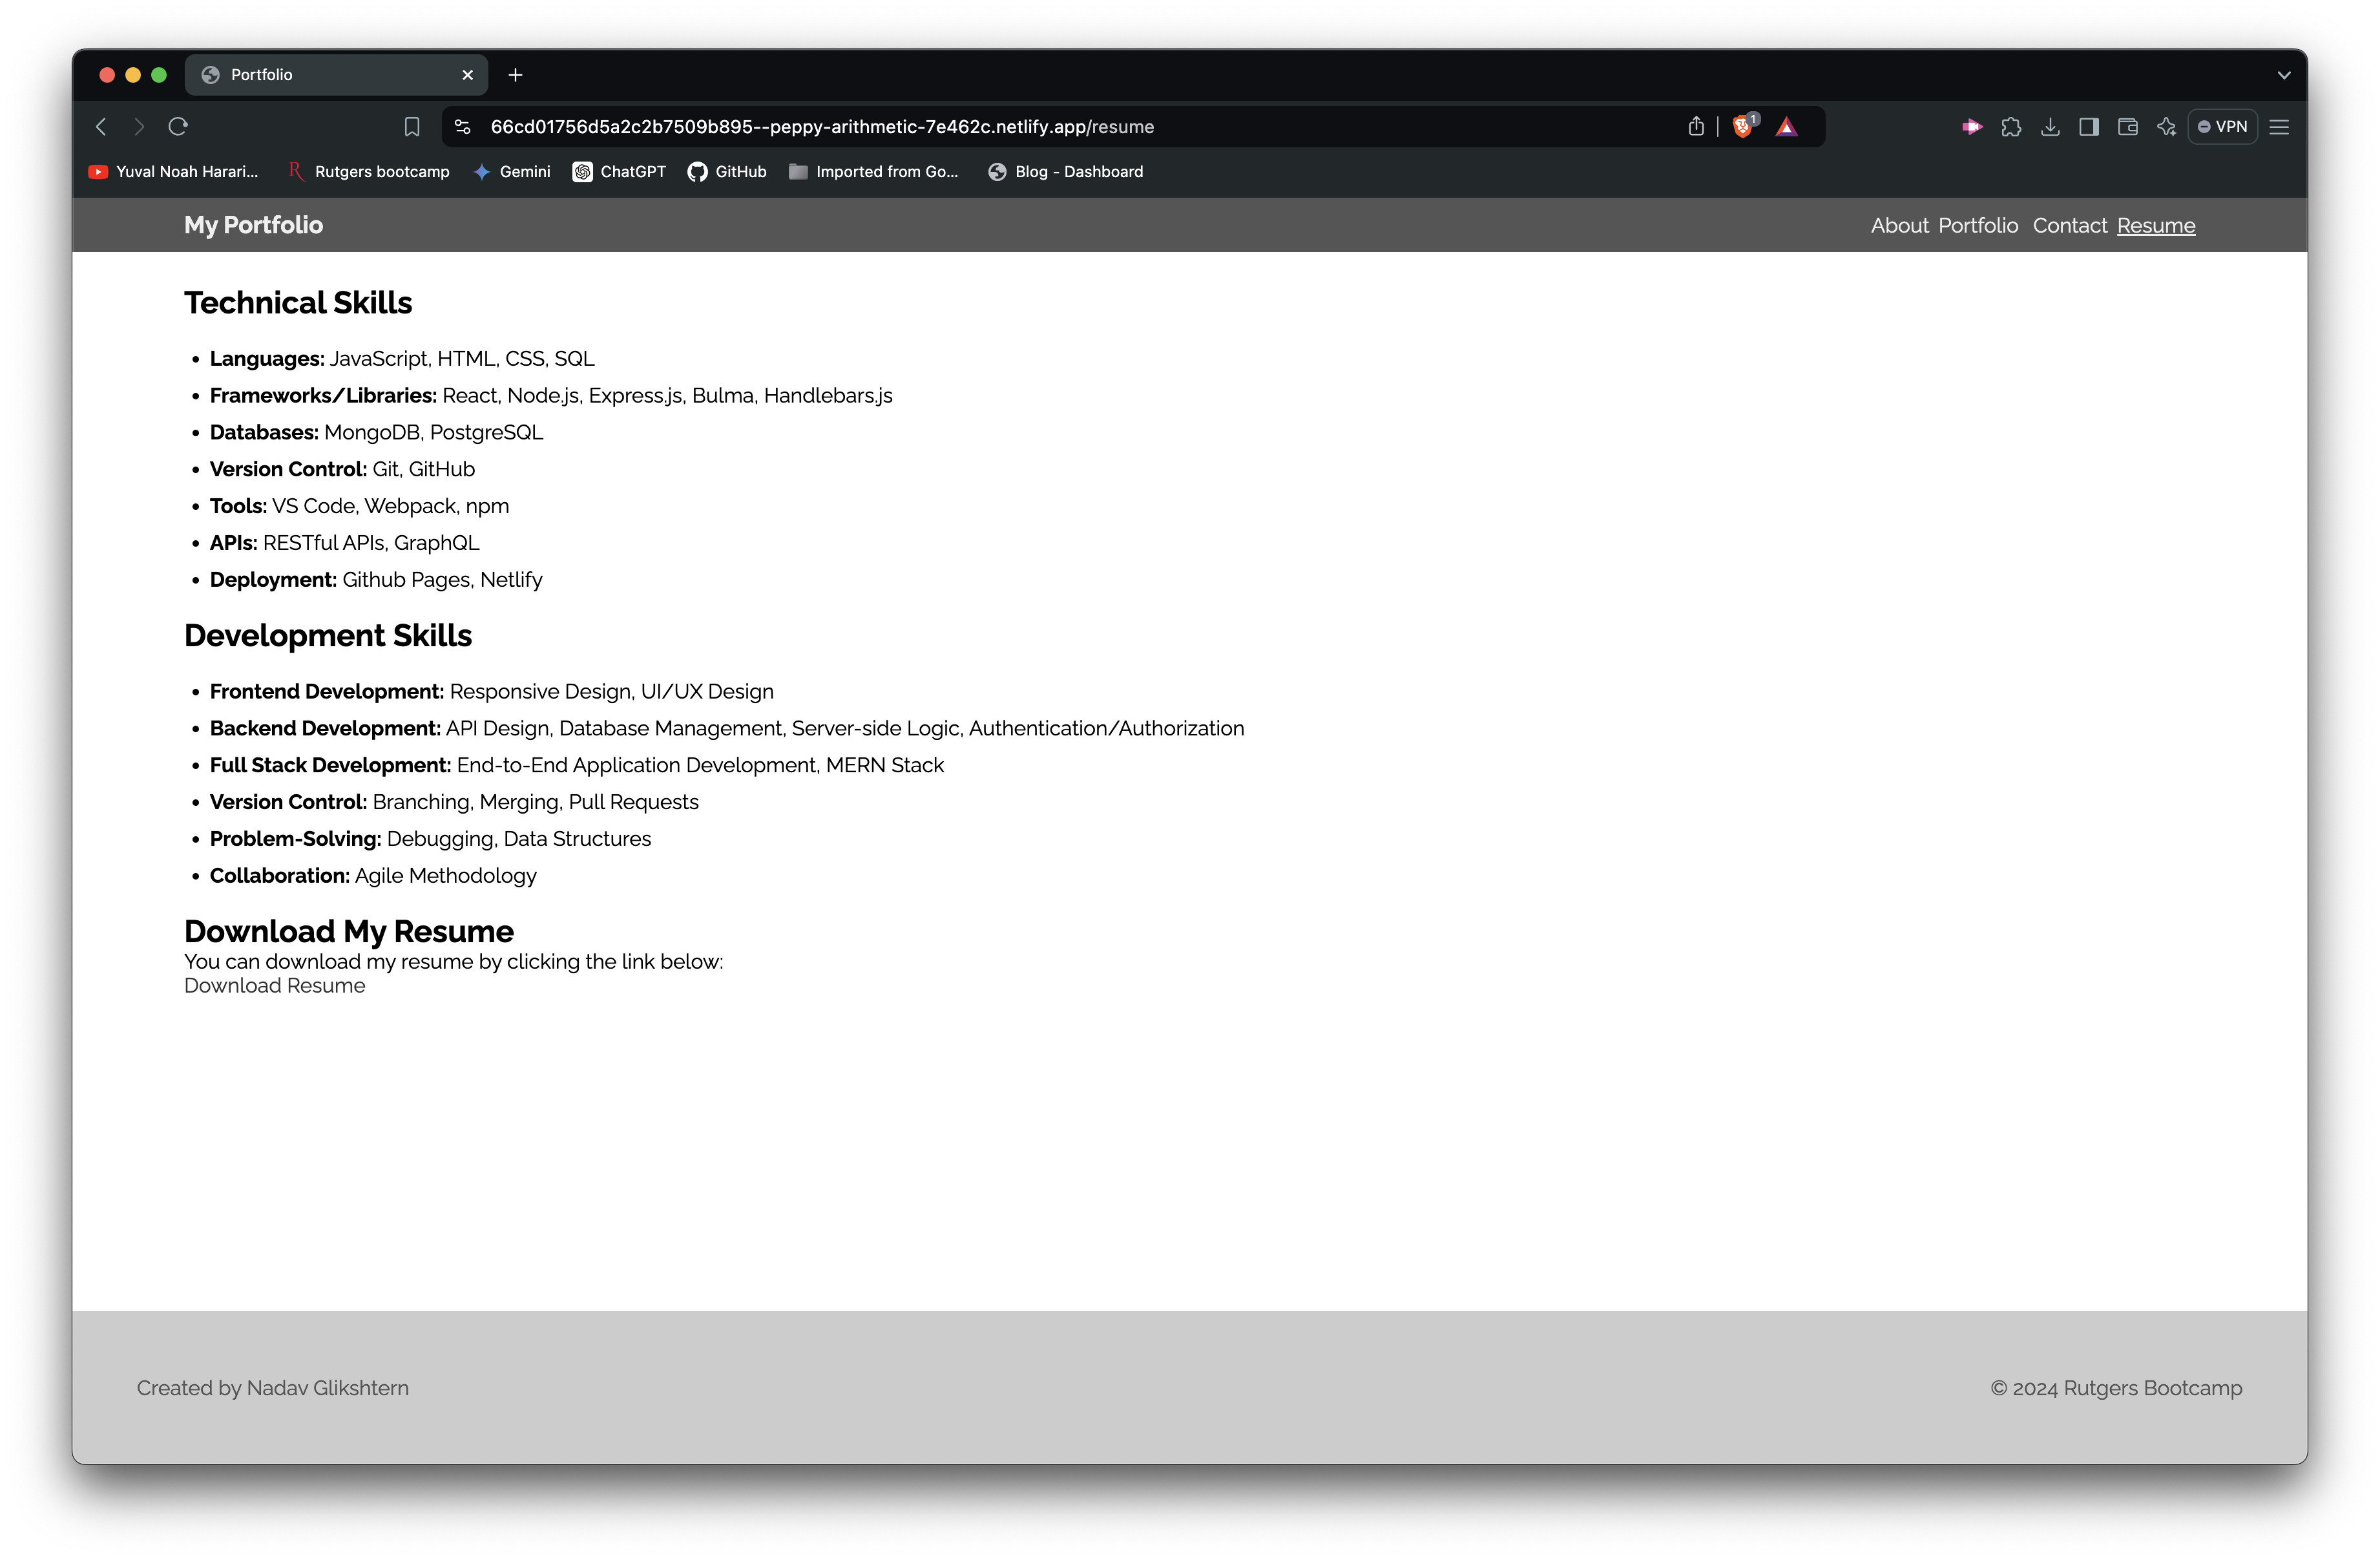 Portfolio
66cd01756d5a2c2b7509b895--peppy-arithmetic-7e462c.netlify.app/resume
1
VPN
Yuval Noah Harari... Rutgers bootcamp Gemini ChatGPT GitHub Imported from Go... Blog - Dashboard
My Portfolio About Portfolio Contact Resume
Technical Skills
• Languages: JavaScript, HTML, CSS, SQL
• Frameworks/Libraries: React, Node.js, Express.js, Bulma, Handlebars.js
• Databases: MongoDB, PostgreSQL
• Version Control: Git, GitHub
• Tools: VS Code, Webpack, npm
• APIs: RESTful APIs, GraphQL
• Deployment: Github Pages, Netlify
Development Skills
• Frontend Development: Responsive Design, UI/UX Design
• Backend Development: API Design, Database Management, Server-side Logic, Authentication/Authorization
• Full Stack Development: End-to-End Application Development, MERN Stack
• Version Control: Branching, Merging, Pull Requests
• Problem-Solving: Debugging, Data Structures
• Collaboration: Agile Methodology
Download My Resume
You can download my resume by clicking the link below:
Download Resume
Created by Nadav Glikshtern © 2024 Rutgers Bootcamp